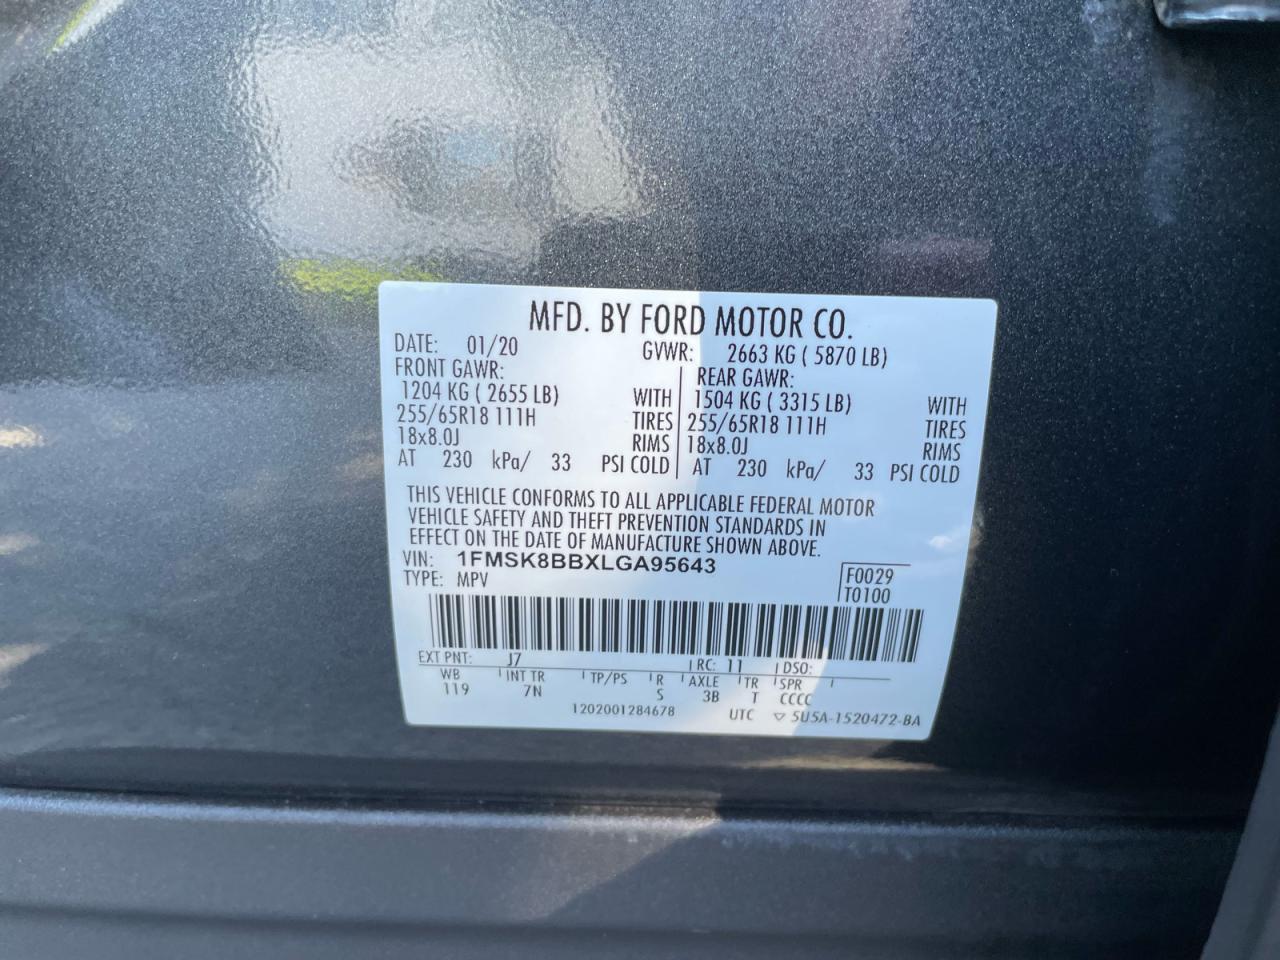 MFD. BY FORD MOTOR CO.
DATE: 01/20 GVWR: 2663 KG ( 5870 LB)
FRONT GAWR: REAR GAWR:
1204 KG ( 2655 LB) WITH 1504 KG ( 3315 LB) WITH
255/65R18 111H TIRES 255/65R18 111H TIRES
18x8.0J RIMS 18x8.0J RIMS
AT 230 kPa/ 33 PSI COLD AT 230 kPa/ 33 PSI COLD
THIS VEHICLE CONFORMS TO ALL APPLICABLE FEDERAL MOTOR
VEHICLE SAFETY AND THEFT PREVENTION STANDARDS IN
EFFECT ON THE DATE OF MANUFACTURE SHOWN ABOVE.
VIN: 1FMSK8BBXLGA95643
TYPE: MPV F0029
T0100
EXT PNT: J7 RC: 11 DSO:
WB INT TR TP/PS R AXLE TR SPR
119 7N S 3B T CCCC
1202001284678 UTC ▽ 5U5A-1520472-BA